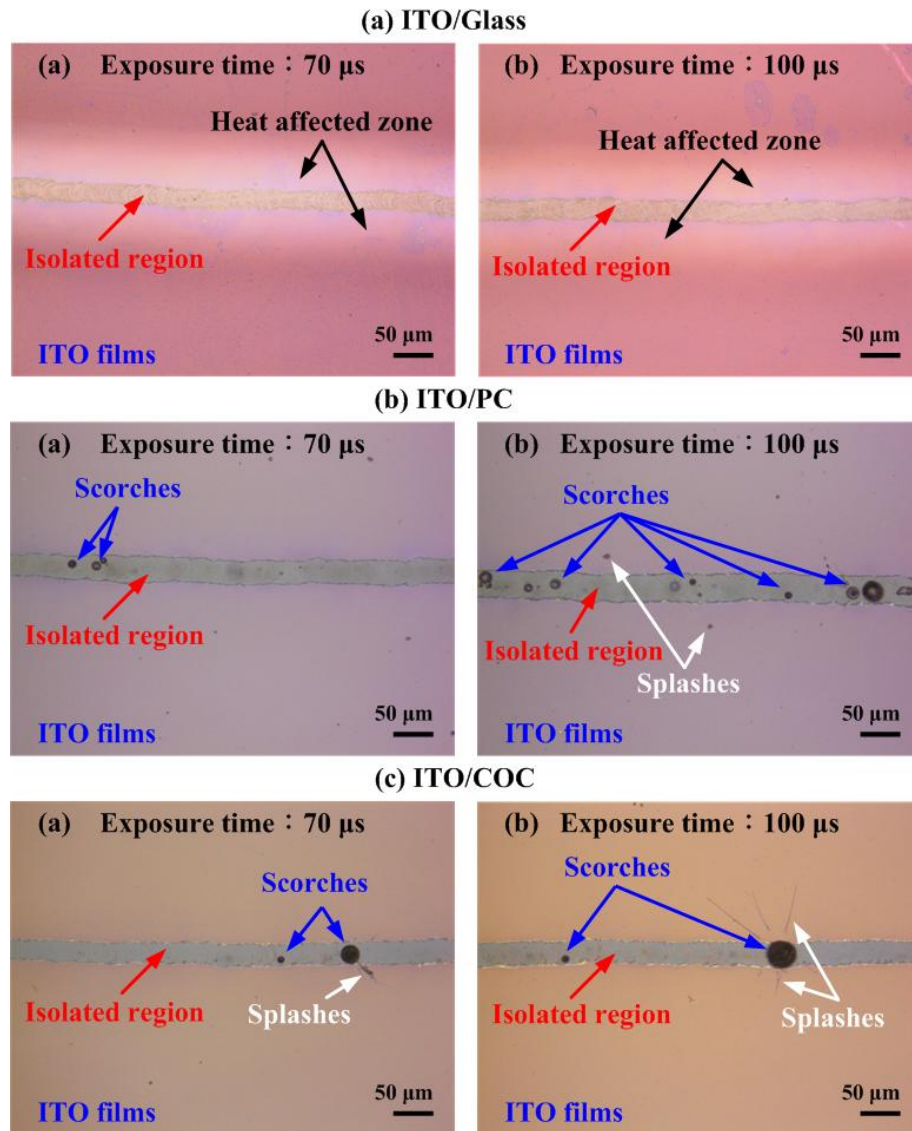 (a) ITO/Glass
(a) Exposure time：70 μs
Heat affected zone
Isolated region
ITO films
50 μm
(b) Exposure time：100 μs
Heat affected zone
Isolated region
ITO films
50 μm
(b) ITO/PC
(a) Exposure time：70 μs
Scorches
Isolated region
ITO films
50 μm
(b) Exposure time：100 μs
Scorches
Isolated region
Splashes
ITO films
50 μm
(c) ITO/COC
(a) Exposure time：70 μs
Scorches
Isolated region
Splashes
ITO films
50 μm
(b) Exposure time：100 μs
Scorches
Isolated region
Splashes
ITO films
50 μm